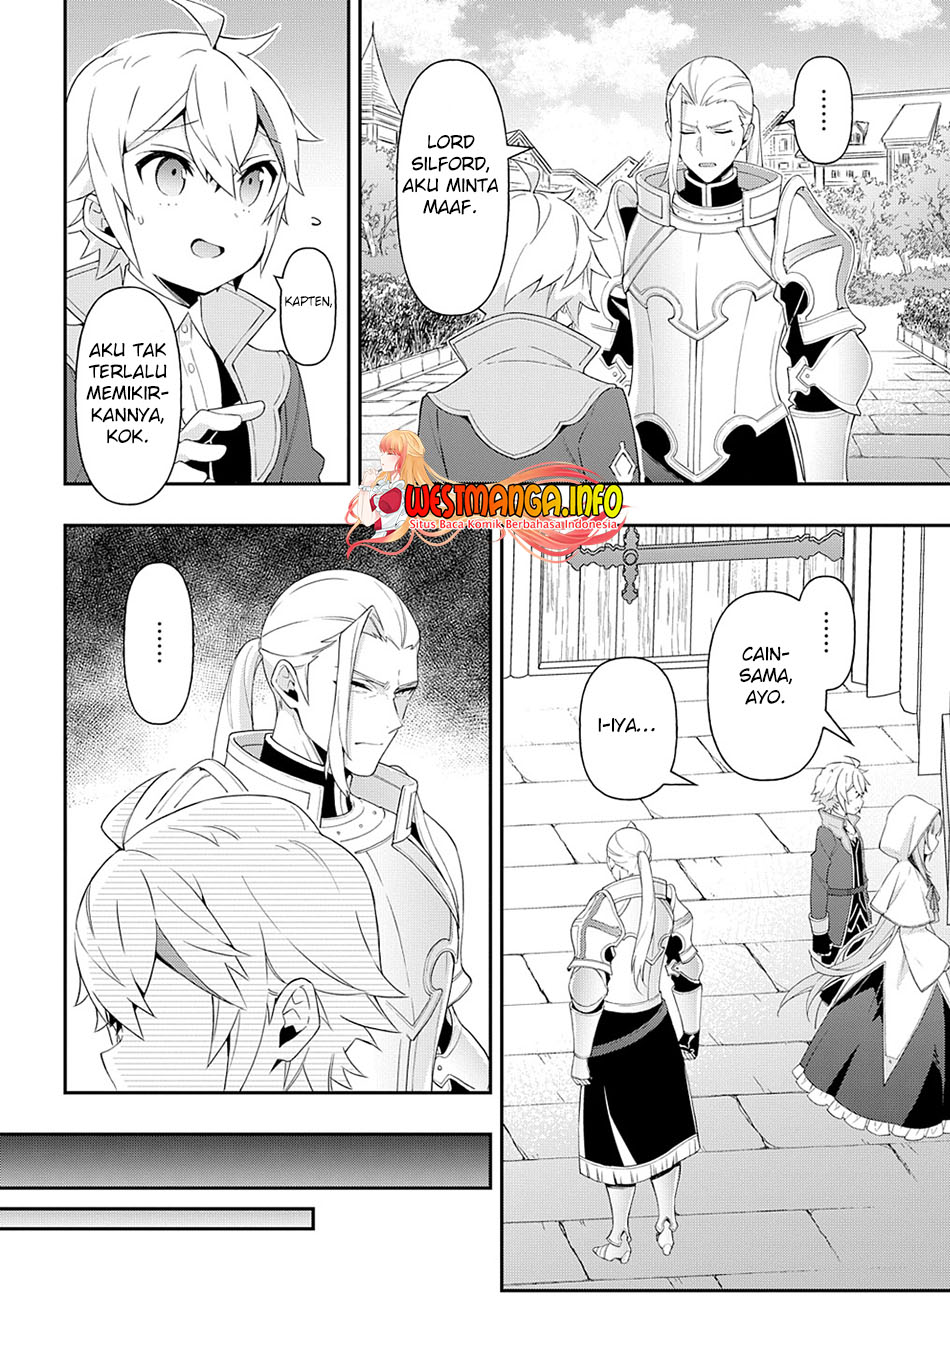 ......
LORD
SILFORD,
AKU MINTA
MAAF.
KAPTEN,
AKU TAK
TERLALU
MEMIKIR-
KANNYA,
KOK.
WESTMANGA.INFO
Situs Baca Komik Berbahasa Indonesia
......
CAIN-
SAMA,
AYO.
I-IYA...
......